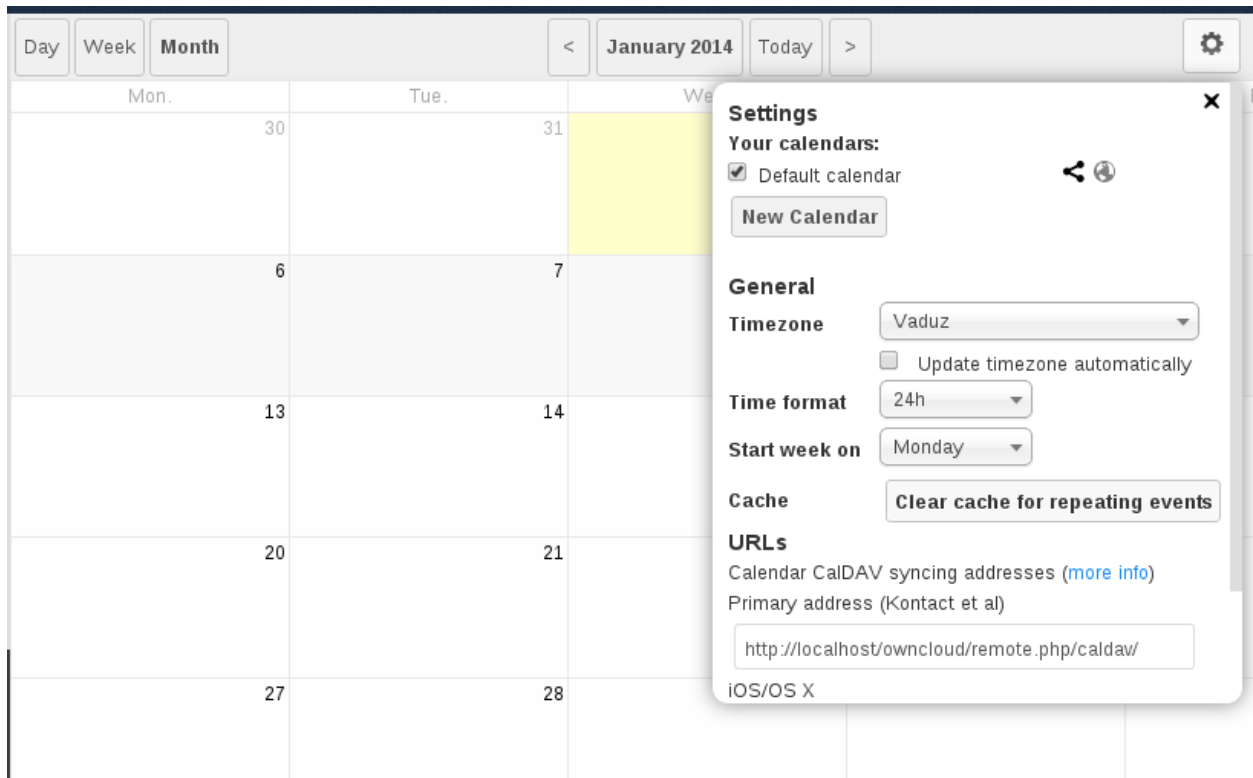 Day Week Month < January 2014 Today >
Mon. Tue. We
30 31
6 7
13 14
20 21
27 28
Settings
Your calendars:
Default calendar
New Calendar
General
Timezone Vaduz
Update timezone automatically
Time format 24h
Start week on Monday
Cache Clear cache for repeating events
URLs
Calendar CalDAV syncing addresses (more info)
Primary address (Kontact et al)
http://localhost/owncloud/remote.php/caldav/
iOS/OS X